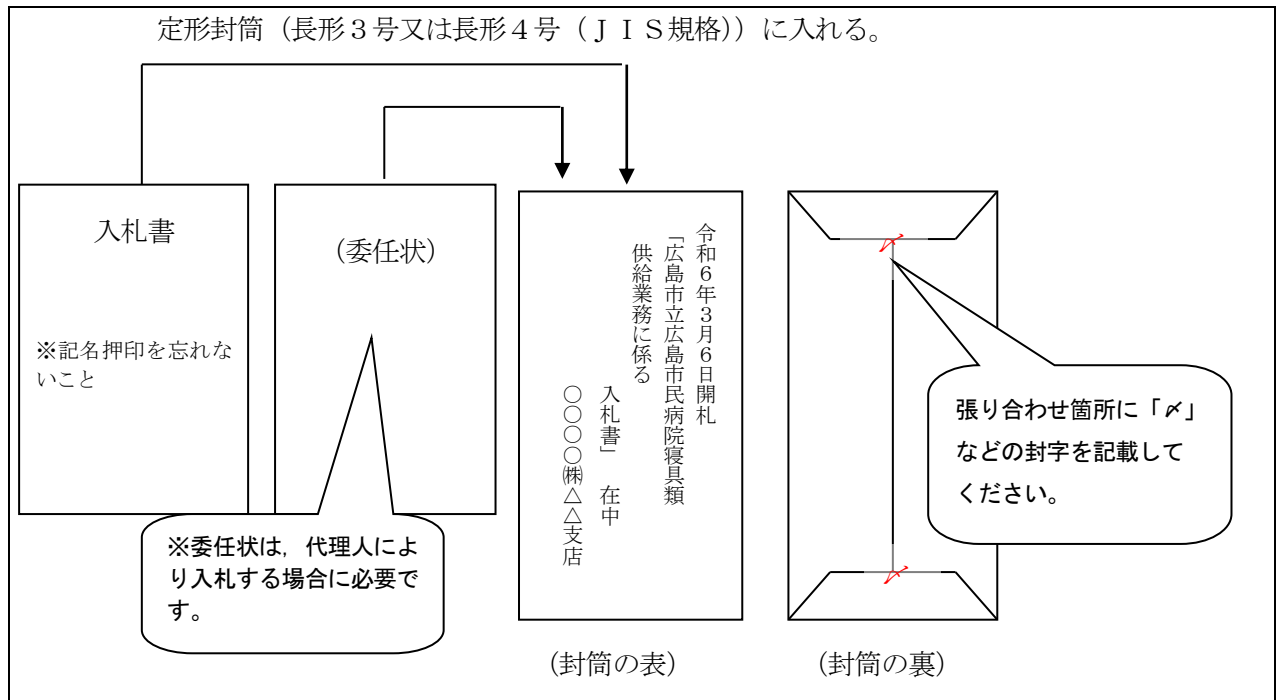 定形封筒（長形３号又は長形４号（ＪＩＳ規格））に入れる。
入札書
※記名押印を忘れな
いこと
（委任状）
※委任状は，代理人によ
り入札する場合に必要で
す。
令和６年３月６日開札
「広島市立広島市民病院寝具類
供給業務に係る
入札書」　在中
○○○○㈱△△支店
（封筒の表）
〆
張り合わせ箇所に「〆」
などの封字を記載して
ください。
〆
（封筒の裏）